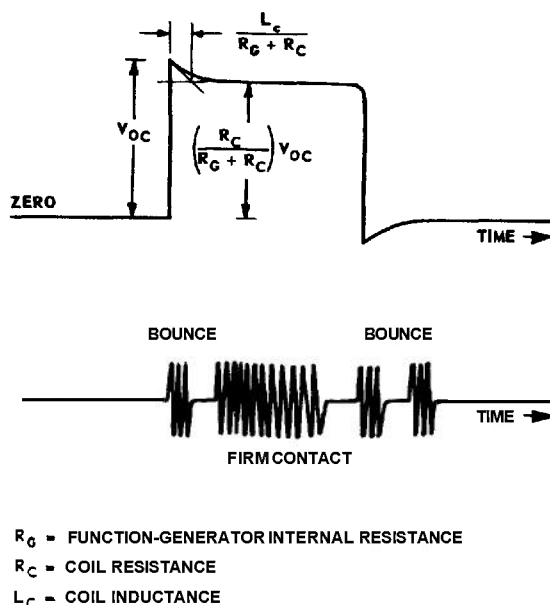 L_C
R_G + R_C
V_OC
(R_C / R_G + R_C) V_OC
ZERO
TIME
BOUNCE BOUNCE
TIME
FIRM CONTACT
R_G = FUNCTION-GENERATOR INTERNAL RESISTANCE
R_C = COIL RESISTANCE
L_C = COIL INDUCTANCE